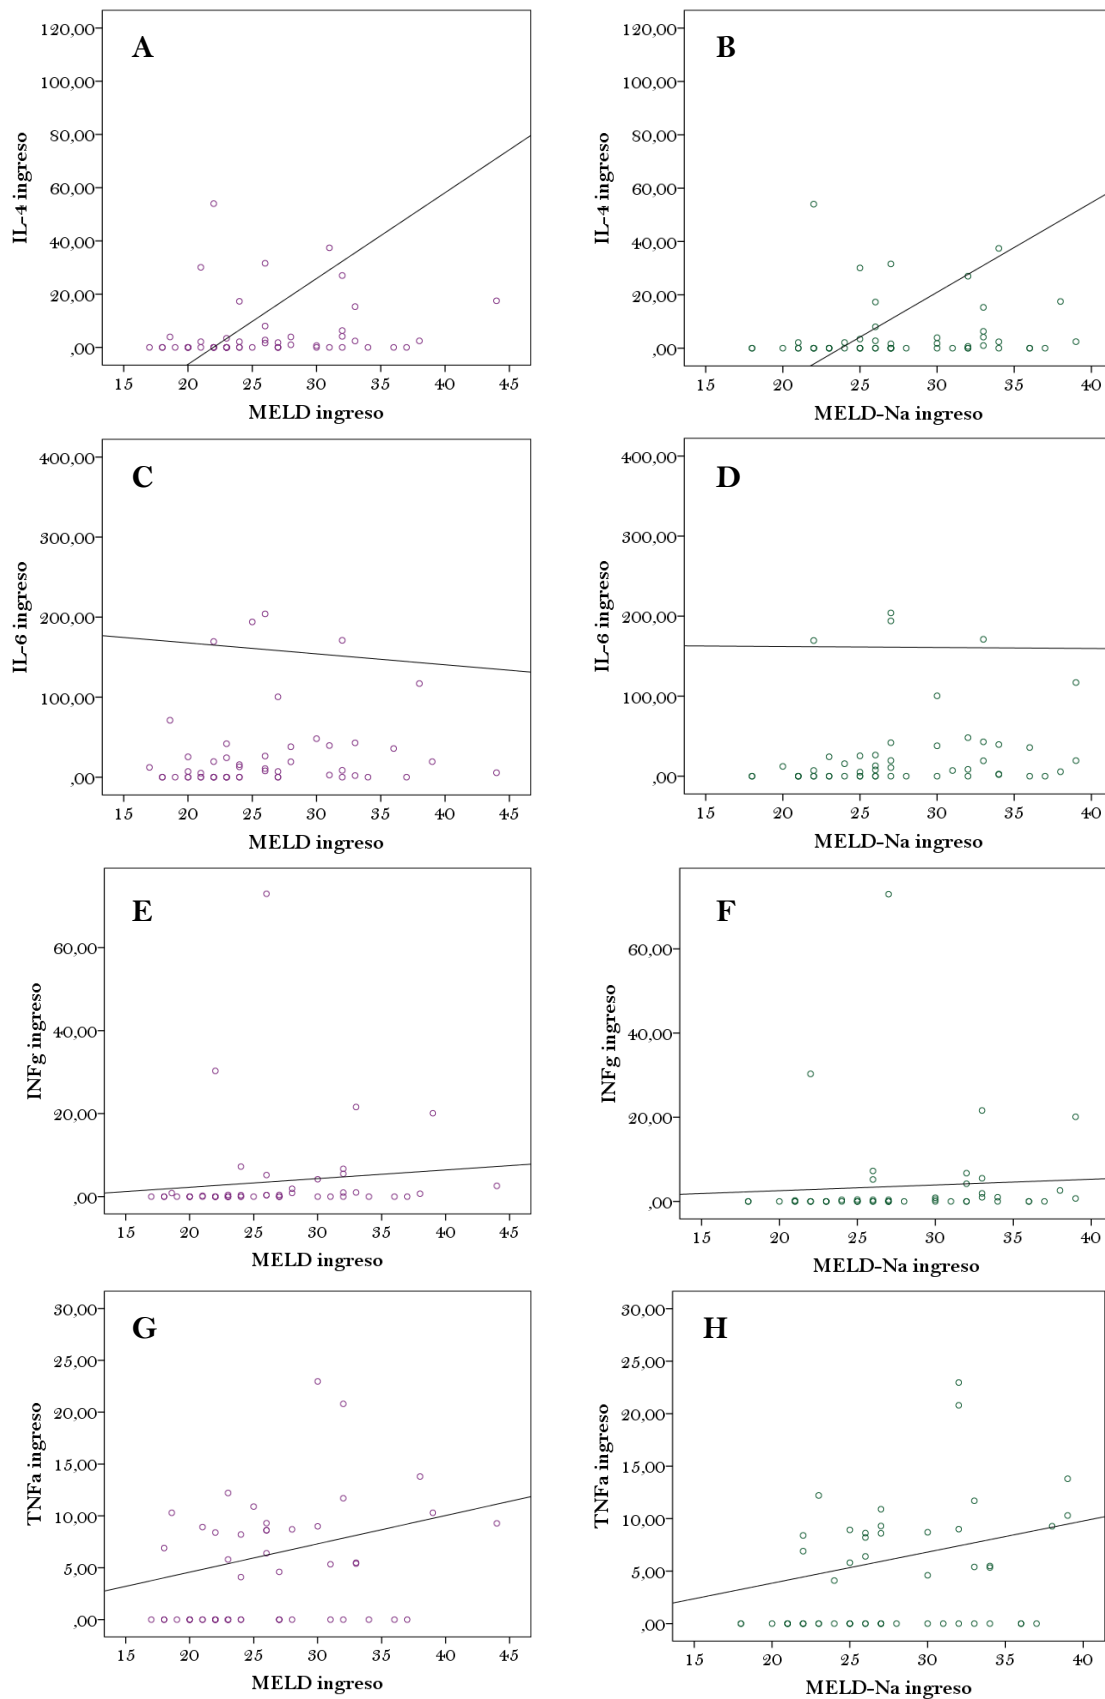 A
IL-4 ingreso
120,00
100,00
80,00
60,00
40,00
20,00
,00
15 20 25 30 35 40 45
MELD ingreso
B
IL-4 ingreso
120,00
100,00
80,00
60,00
40,00
20,00
,00
15 20 25 30 35 40
MELD-Na ingreso
C
IL-6 ingreso
400,00
300,00
200,00
100,00
,00
15 20 25 30 35 40 45
MELD ingreso
D
IL-6 ingreso
400,00
300,00
200,00
100,00
,00
15 20 25 30 35 40
MELD-Na ingreso
E
INFg ingreso
60,00
40,00
20,00
,00
15 20 25 30 35 40 45
MELD ingreso
F
INFg ingreso
60,00
40,00
20,00
,00
15 20 25 30 35 40
MELD-Na ingreso
G
TNFa ingreso
30,00
25,00
20,00
15,00
10,00
5,00
,00
15 20 25 30 35 40 45
MELD ingreso
H
TNFa ingreso
30,00
25,00
20,00
15,00
10,00
5,00
,00
15 20 25 30 35 40
MELD-Na ingreso